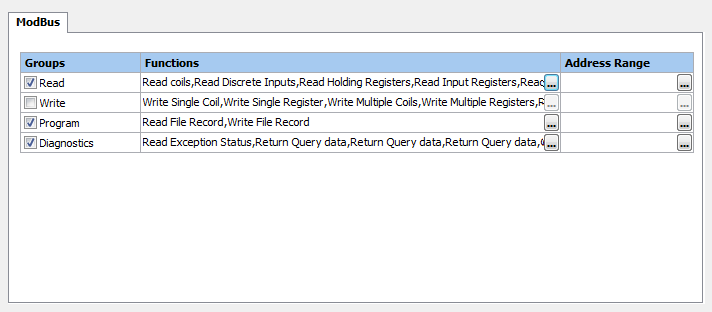 ModBus
Groups Functions Address Range
Read Read coils,Read Discrete Inputs,Read Holding Registers,Read Input Registers, ... ...
Write Write Single Coil,Write Single Register,Write Multiple Coils,Write Multiple Registers, ... ...
Program Read File Record,Write File Record ... ...
Diagnostics Read Exception Status,Return Query data,Return Query data,Return Query data, ... ...